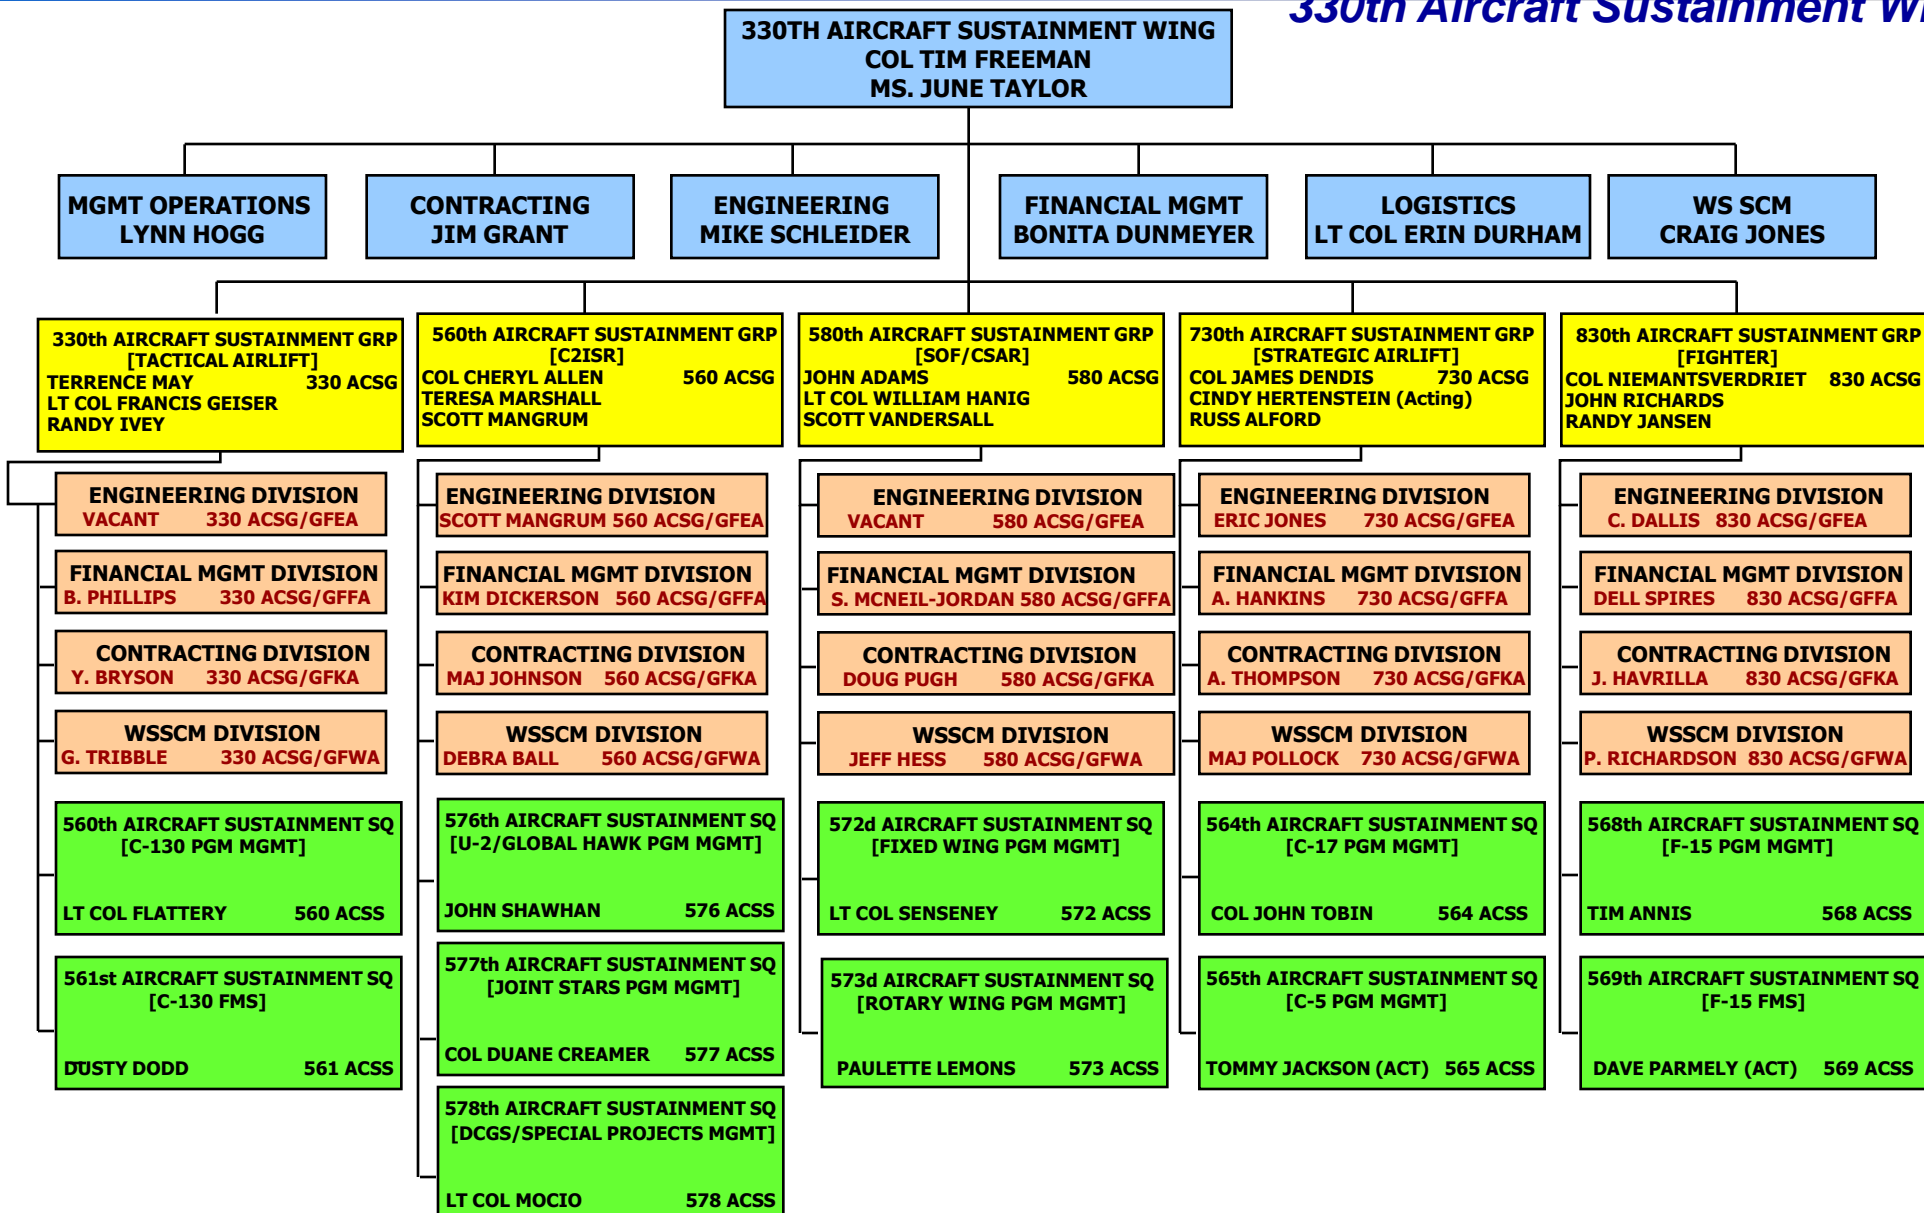 330th Aircraft Sustainment
330TH AIRCRAFT SUSTAINMENT WING
COL TIM FREEMAN
MS. JUNE TAYLOR
MGMT OPERATIONS
LYNN HOGG
CONTRACTING
JIM GRANT
ENGINEERING
MIKE SCHLEIDER
FINANCIAL MGMT
BONITA DUNMEYER
LOGISTICS
LT COL ERIN DURHAM
WS SCM
CRAIG JONES
330th AIRCRAFT SUSTAINMENT GRP
[TACTICAL AIRLIFT]
TERRENCE MAY 330 ACSG
LT COL FRANCIS GEISER
RANDY IVEY
560th AIRCRAFT SUSTAINMENT GRP
[C2ISR]
COL CHERYL ALLEN 560 ACSG
TERESA MARSHALL
SCOTT MANGRUM
580th AIRCRAFT SUSTAINMENT GRP
[SOF/CSAR]
JOHN ADAMS 580 ACSG
LT COL WILLIAM HANIG
SCOTT VANDERSALL
730th AIRCRAFT SUSTAINMENT GRP
[STRATEGIC AIRLIFT]
COL JAMES DENDIS 730 ACSG
CINDY HERTENSTEIN (Acting)
RUSS ALFORD
830th AIRCRAFT SUSTAINMENT GRP
[FIGHTER]
COL NIEMANTSVERDRIET 830 ACSG
JOHN RICHARDS
RANDY JANSEN
ENGINEERING DIVISION
VACANT 330 ACSG/GFEA
FINANCIAL MGMT DIVISION
B. PHILLIPS 330 ACSG/GFFA
CONTRACTING DIVISION
Y. BRYSON 330 ACSG/GFKA
WSSCM DIVISION
G. TRIBBLE 330 ACSG/GFWA
560th AIRCRAFT SUSTAINMENT SQ
[C-130 PGM MGMT]
LT COL FLATTERY 560 ACSS
561st AIRCRAFT SUSTAINMENT SQ
[C-130 FMS]
DUSTY DODD 561 ACSS
ENGINEERING DIVISION
SCOTT MANGRUM 560 ACSG/GFEA
FINANCIAL MGMT DIVISION
KIM DICKERSON 560 ACSG/GFFA
CONTRACTING DIVISION
MAJ JOHNSON 560 ACSG/GFKA
WSSCM DIVISION
DEBRA BALL 560 ACSG/GFWA
576th AIRCRAFT SUSTAINMENT SQ
[U-2/GLOBAL HAWK PGM MGMT]
JOHN SHAWHAN 576 ACSS
577th AIRCRAFT SUSTAINMENT SQ
[JOINT STARS PGM MGMT]
COL DUANE CREAMER 577 ACSS
578th AIRCRAFT SUSTAINMENT SQ
[DCGS/SPECIAL PROJECTS MGMT]
LT COL MOCIO 578 ACSS
ENGINEERING DIVISION
VACANT 580 ACSG/GFEA
FINANCIAL MGMT DIVISION
S. MCNEIL-JORDAN 580 ACSG/GFFA
CONTRACTING DIVISION
DOUG PUGH 580 ACSG/GFKA
WSSCM DIVISION
JEFF HESS 580 ACSG/GFWA
572d AIRCRAFT SUSTAINMENT SQ
[FIXED WING PGM MGMT]
LT COL SENSENEY 572 ACSS
573d AIRCRAFT SUSTAINMENT SQ
[ROTARY WING PGM MGMT]
PAULETTE LEMONS 573 ACSS
ENGINEERING DIVISION
ERIC JONES 730 ACSG/GFEA
FINANCIAL MGMT DIVISION
A. HANKINS 730 ACSG/GFFA
CONTRACTING DIVISION
A. THOMPSON 730 ACSG/GFKA
WSSCM DIVISION
MAJ POLLOCK 730 ACSG/GFWA
564th AIRCRAFT SUSTAINMENT SQ
[C-17 PGM MGMT]
COL JOHN TOBIN 564 ACSS
565th AIRCRAFT SUSTAINMENT SQ
[C-5 PGM MGMT]
TOMMY JACKSON (ACT) 565 ACSS
ENGINEERING DIVISION
C. DALLIS 830 ACSG/GFEA
FINANCIAL MGMT DIVISION
DELL SPIRES 830 ACSG/GFFA
CONTRACTING DIVISION
J. HAVRILLA 830 ACSG/GFKA
WSSCM DIVISION
P. RICHARDSON 830 ACSG/GFWA
568th AIRCRAFT SUSTAINMENT SQ
[F-15 PGM MGMT]
TIM ANNIS 568 ACSS
569th AIRCRAFT SUSTAINMENT SQ
[F-15 FMS]
DAVE PARMELY (ACT) 569 ACSS